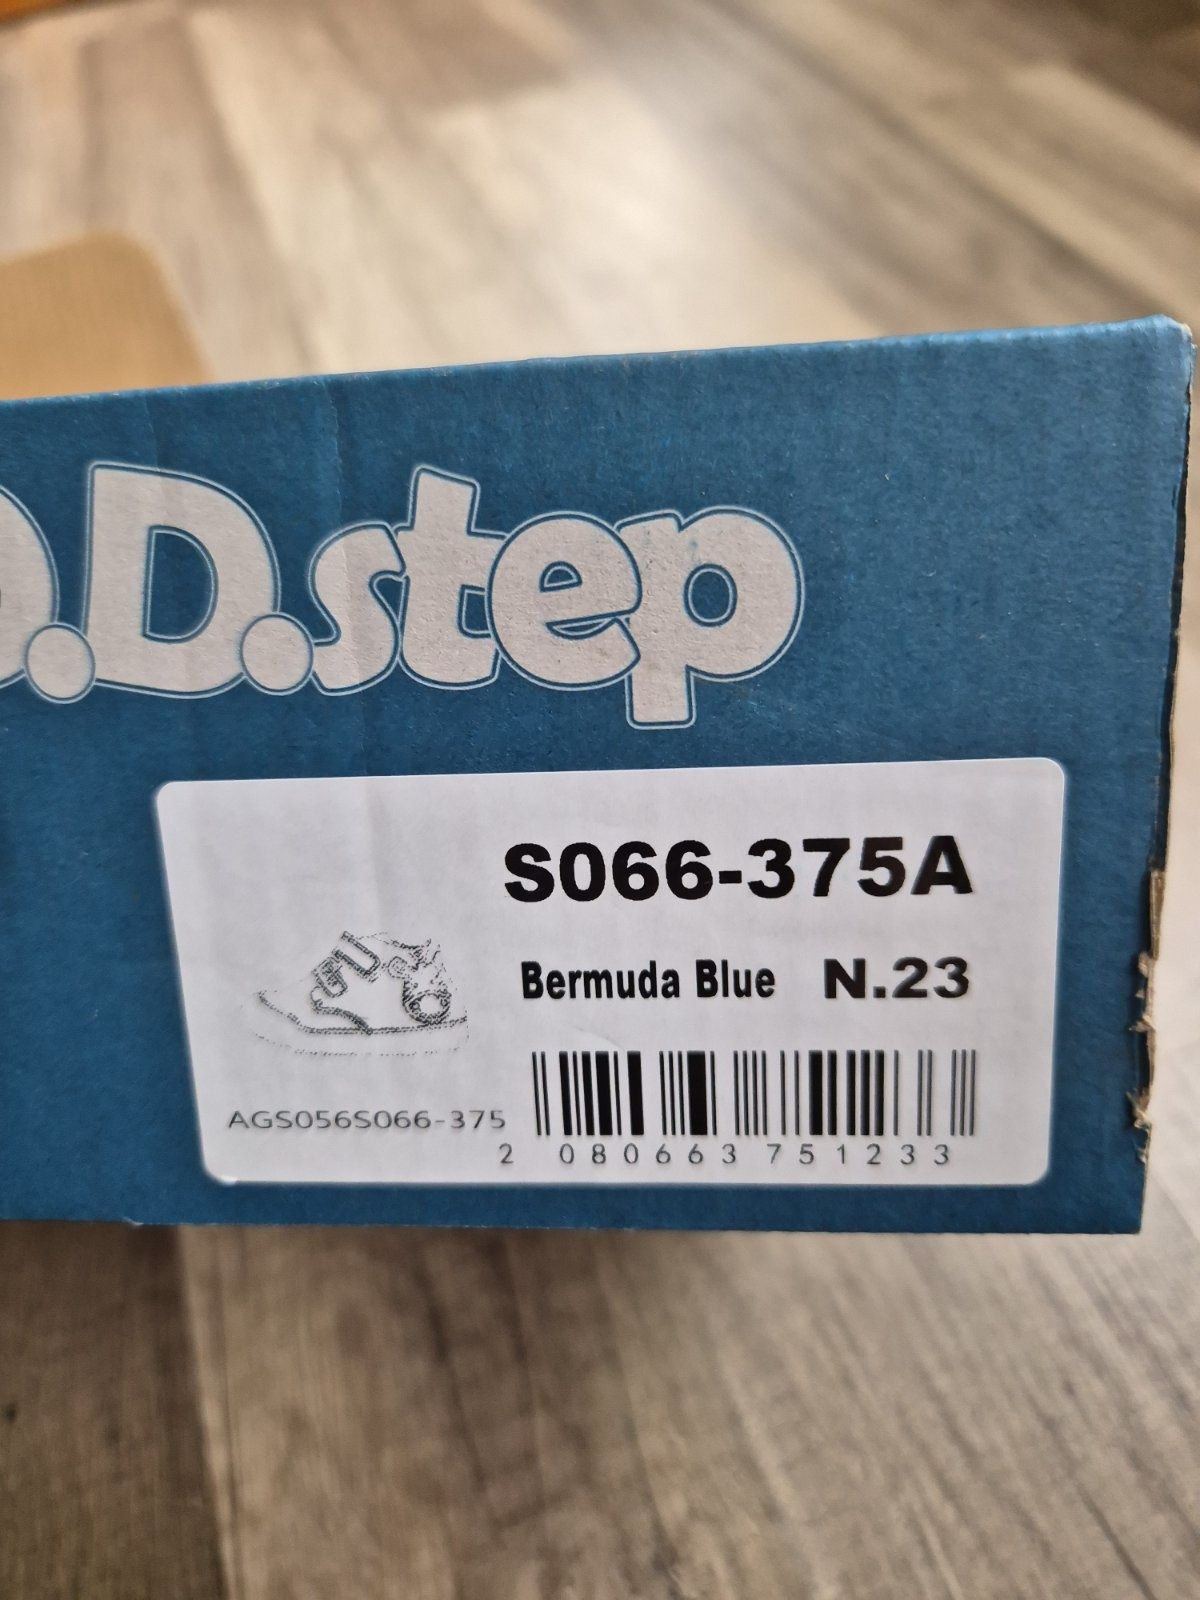 D.D.step
S066-375A
Bermuda Blue N.23
AGS056S066-375
2 080663 751233